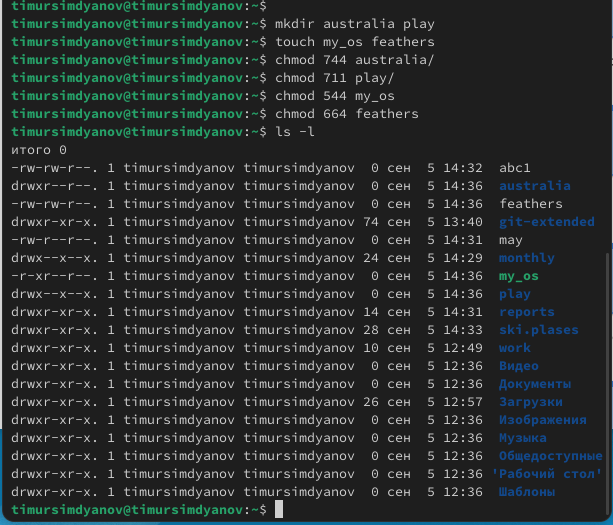 timursimdyanov@timursimdyanov:~$
timursimdyanov@timursimdyanov:~$ mkdir australia play
timursimdyanov@timursimdyanov:~$ touch my_os feathers
timursimdyanov@timursimdyanov:~$ chmod 744 australia/
timursimdyanov@timursimdyanov:~$ chmod 711 play/
timursimdyanov@timursimdyanov:~$ chmod 544 my_os
timursimdyanov@timursimdyanov:~$ chmod 664 feathers
timursimdyanov@timursimdyanov:~$ ls -l
итого 0
-rw-rw-r--. 1 timursimdyanov timursimdyanov 0 сен 5 14:32 abc1
drwxr--r--. 1 timursimdyanov timursimdyanov 0 сен 5 14:36 australia
-rw-rw-r--. 1 timursimdyanov timursimdyanov 0 сен 5 14:36 feathers
drwxr-xr-x. 1 timursimdyanov timursimdyanov 74 сен 5 13:40 git-extended
-rw-r--r--. 1 timursimdyanov timursimdyanov 0 сен 5 14:31 may
drwx--x--x. 1 timursimdyanov timursimdyanov 24 сен 5 14:29 monthly
-r-xr--r--. 1 timursimdyanov timursimdyanov 0 сен 5 14:36 my_os
drwx--x--x. 1 timursimdyanov timursimdyanov 0 сен 5 14:36 play
drwxr-xr-x. 1 timursimdyanov timursimdyanov 14 сен 5 14:31 reports
drwxr-xr-x. 1 timursimdyanov timursimdyanov 28 сен 5 14:33 ski.plases
drwxr-xr-x. 1 timursimdyanov timursimdyanov 10 сен 5 12:49 work
drwxr-xr-x. 1 timursimdyanov timursimdyanov 0 сен 5 12:36 Видео
drwxr-xr-x. 1 timursimdyanov timursimdyanov 0 сен 5 12:36 Документы
drwxr-xr-x. 1 timursimdyanov timursimdyanov 26 сен 5 12:57 Загрузки
drwxr-xr-x. 1 timursimdyanov timursimdyanov 0 сен 5 12:36 Изображения
drwxr-xr-x. 1 timursimdyanov timursimdyanov 0 сен 5 12:36 Музыка
drwxr-xr-x. 1 timursimdyanov timursimdyanov 0 сен 5 12:36 Общедоступные
drwxr-xr-x. 1 timursimdyanov timursimdyanov 0 сен 5 12:36 'Рабочий стол'
drwxr-xr-x. 1 timursimdyanov timursimdyanov 0 сен 5 12:36 Шаблоны
timursimdyanov@timursimdyanov:~$